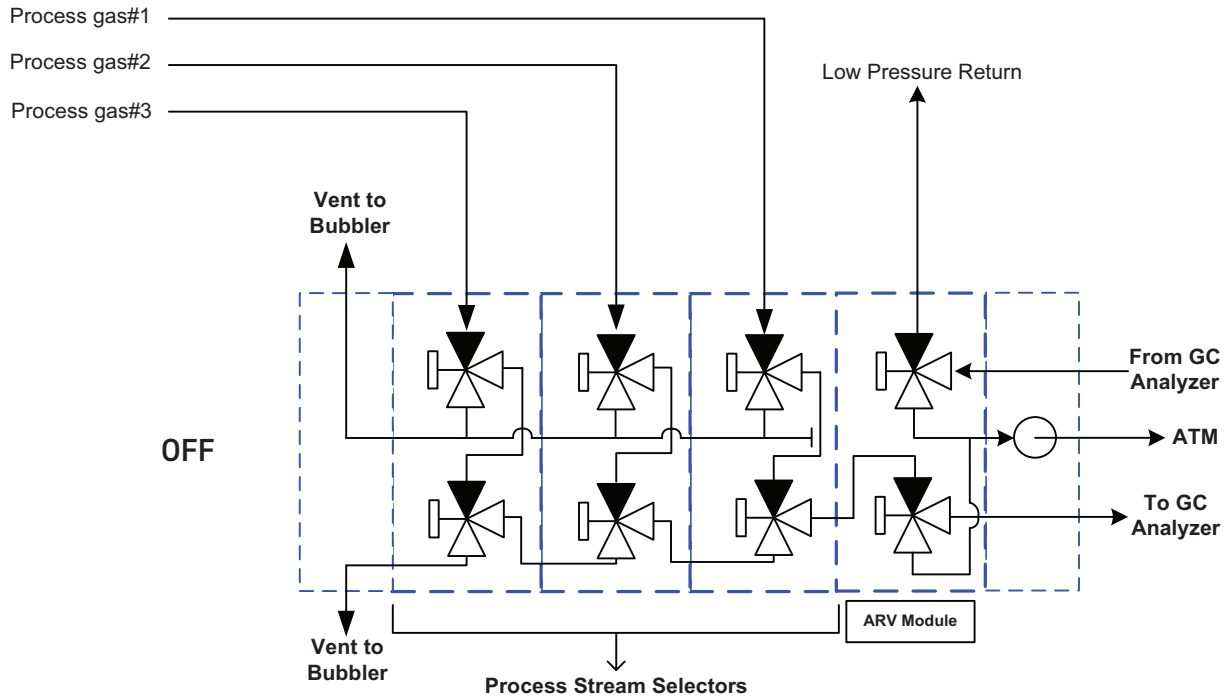 Process gas#1
Process gas#2
Process gas#3
Low Pressure Return
Vent to
Bubbler
From GC
Analyzer
OFF
ATM
To GC
Analyzer
ARV Module
Vent to
Bubbler
Process Stream Selectors